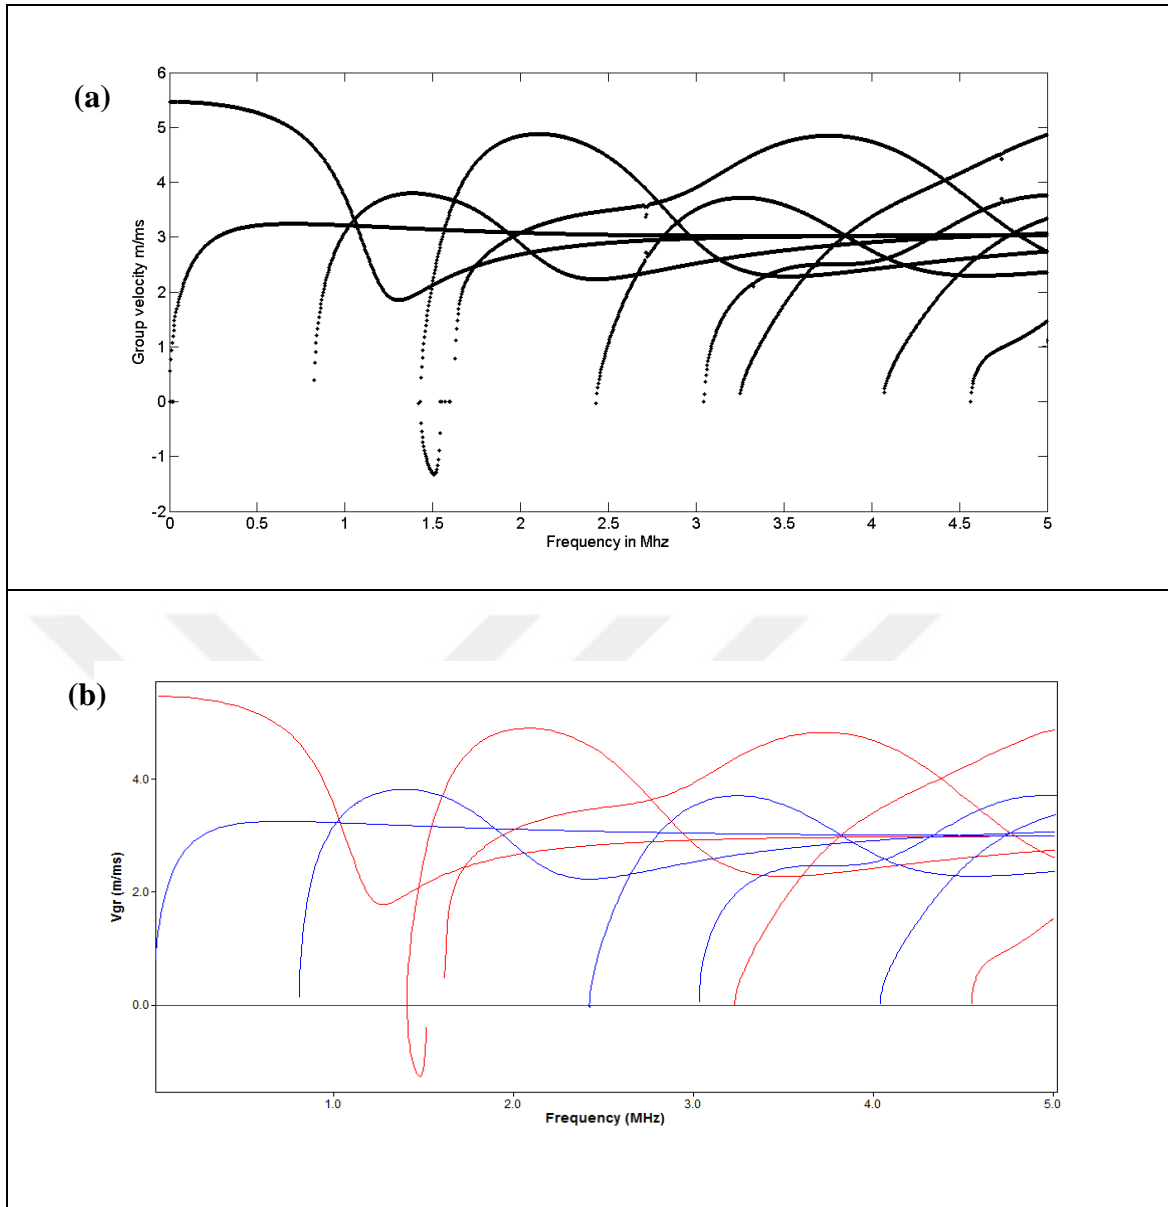 (a)
6
5
4
3
2
1
0
-1
-2
Group velocity m/ms
0 0.5 1 1.5 2 2.5 3 3.5 4 4.5 5
Frequency in Mhz
(b)
4.0
2.0
0.0
Vgr (m/ms)
1.0 2.0 3.0 4.0 5.0
Frequency (MHz)